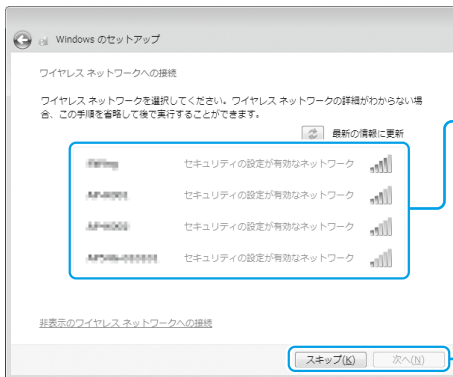 Windows のセットアップ
ワイヤレス ネットワークへの接続
ワイヤレス ネットワークを選択してください。ワイヤレス ネットワークの詳細がわからない場
合、この手順を省略して後で実行することができます。
最新の情報に更新
セキュリティの設定が有効なネットワーク
セキュリティの設定が有効なネットワーク
セキュリティの設定が有効なネットワーク
セキュリティの設定が有効なネットワーク
非表示のワイヤレス ネットワークへの接続
スキップ(K) 次へ(N)